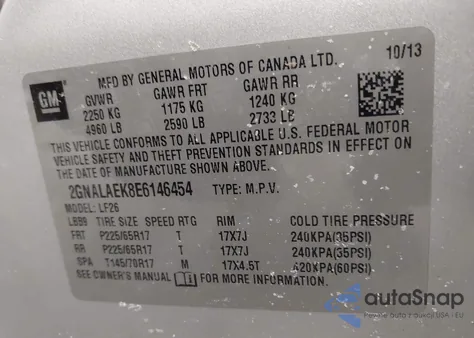 10/13
GM
MFD BY GENERAL MOTORS OF CANADA LTD.
GVWR GAWR FRT GAWR RR
2250 KG 1175 KG 1240 KG
4960 LB 2590 LB 2733 LB
THIS VEHICLE CONFORMS TO ALL APPLICABLE U.S. FEDERAL MOTOR
VEHICLE SAFETY AND THEFT PREVENTION STANDARDS IN EFFECT ON
THE DATE OF MANUFACTURE SHOWN ABOVE.
2GNALAEK8E6146454 TYPE: M.P.V.
MODEL: LF26
TIRE SIZE SPEED RTG RIM COLD TIRE PRESSURE
FRT P225/65R17 T 17X7J 240KPA(35PSI)
RR P225/65R17 T 17X7J 240KPA(35PSI)
SPA T145/70R17 M 17X4.5T 420KPA(60PSI)
SEE OWNER'S MANUAL FOR MORE INFORMATION.
autoSnap